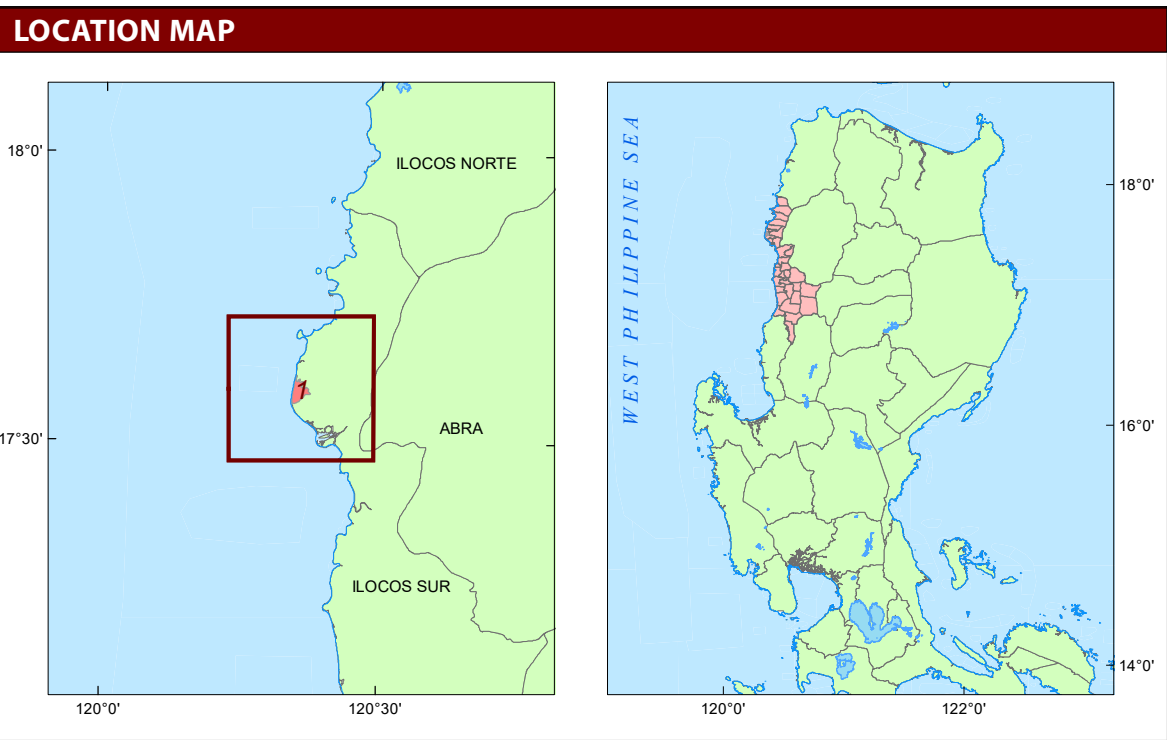 LOCATION MAP
18°0'
ILOCOS NORTE
1
17°30'
ABRA
ILOCOS SUR
120°0'
120°30'
WEST PHILIPPINE SEA
18°0'
16°0'
14°0'
120°0'
122°0'